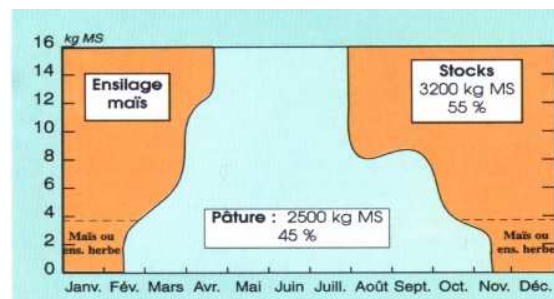 kg MS
16
14
12
10
8
6
4
2
0
Ensilage
maïs
Stocks
3200 kg MS
55 %
Pâture : 2500 kg MS
45 %
Maïs ou
ens. herbe
Maïs ou
ens. herbe
Janv. Fév. Mars Avr. Mai Juin Juill. Août Sept. Oct. Nov. Déc.